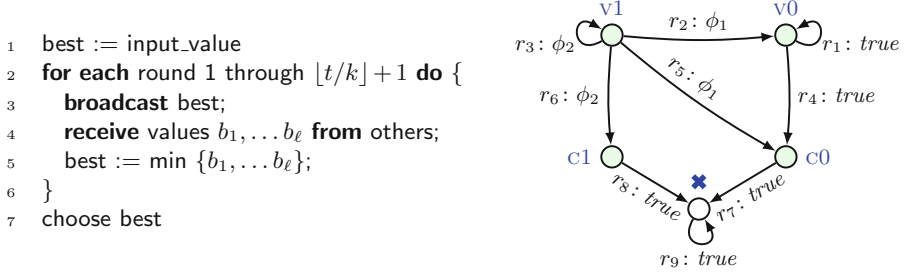 1 best := input_value
2 for each round 1 through ⌊t/k⌋ + 1 do {
3 broadcast best;
4 receive values b₁, … bℓ from others;
5 best := min {b₁, … bℓ};
6 }
7 choose best
v1
v0
r₂: ϕ₁
r₃: ϕ₂
r₁: true
r₅: ϕ₁
r₆: ϕ₂
r₄: true
c1
c0
r₈: true
r₇: true
r₉: true